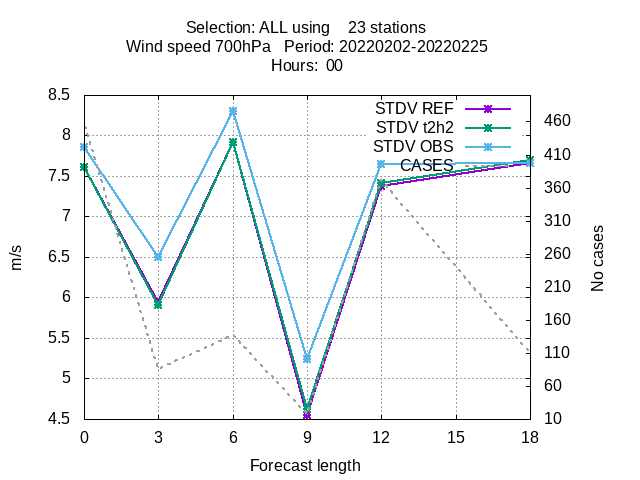 Selection: ALL using    23 stations
Wind speed 700hPa   Period: 20220202-20220225
Hours:  00
STDV REF
STDV t2h2
STDV OBS
CASES
8.5
8
7.5
7
6.5
6
5.5
5
4.5
m/s
460
410
360
310
260
210
160
110
60
10
No cases
0 3 6 9 12 15 18
Forecast length